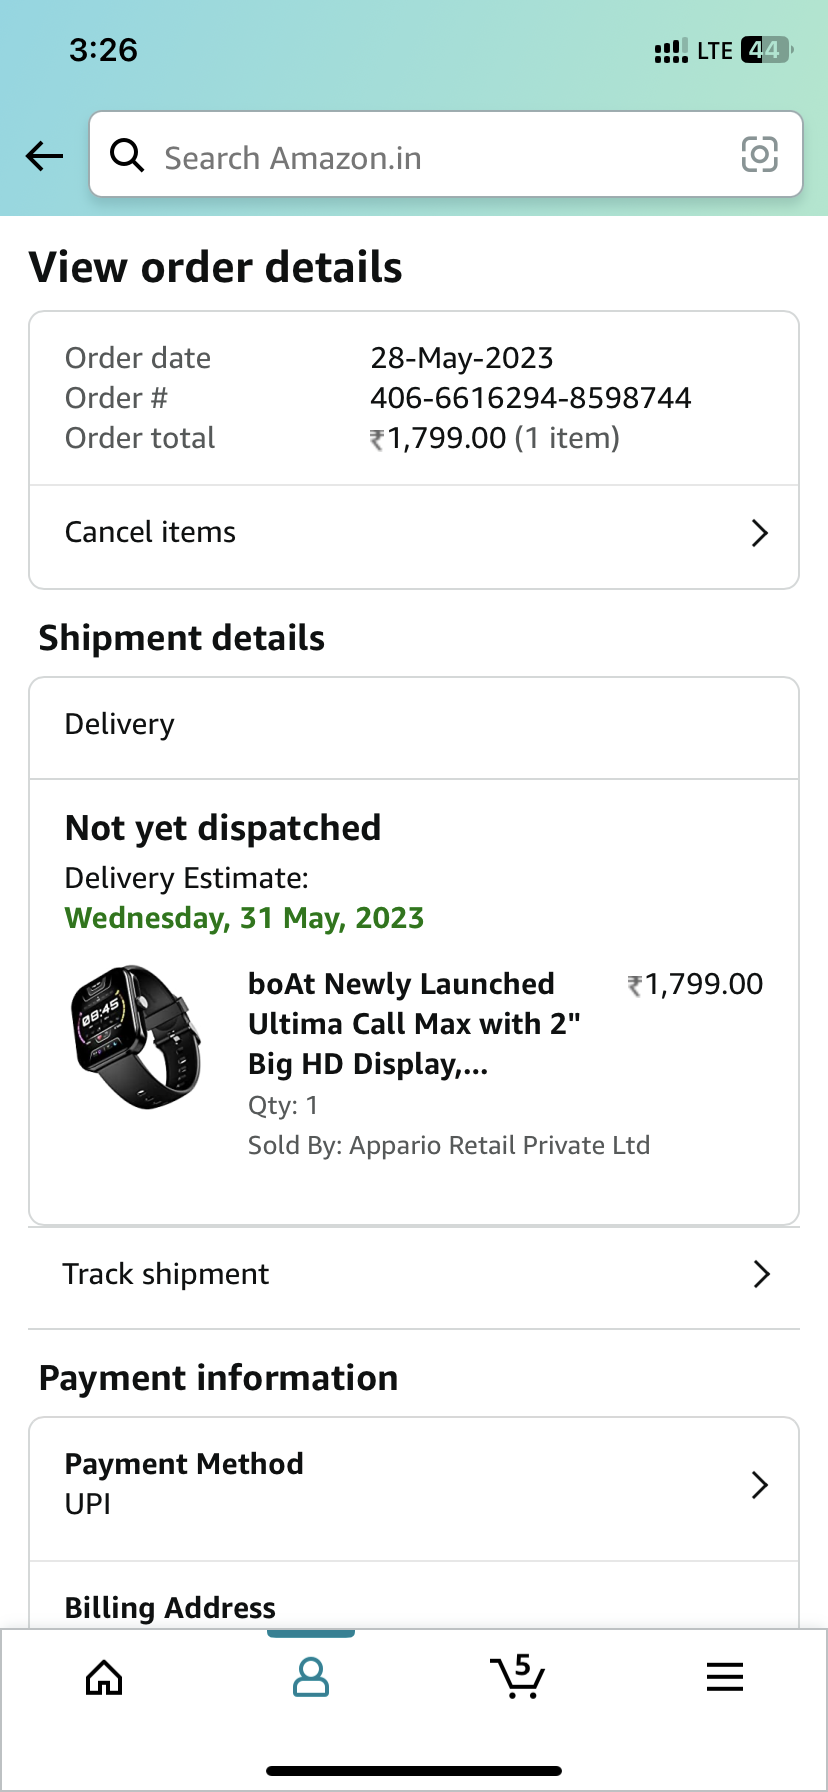 3:26
LTE 44
Search Amazon.in
View order details
Order date 28-May-2023
Order # 406-6616294-8598744
Order total ₹1,799.00 (1 item)
Cancel items
Shipment details
Delivery
Not yet dispatched
Delivery Estimate:
Wednesday, 31 May, 2023
08:45
boAt Newly Launched ₹1,799.00
Ultima Call Max with 2"
Big HD Display,...
Qty: 1
Sold By: Appario Retail Private Ltd
Track shipment
Payment information
Payment Method
UPI
Billing Address
5